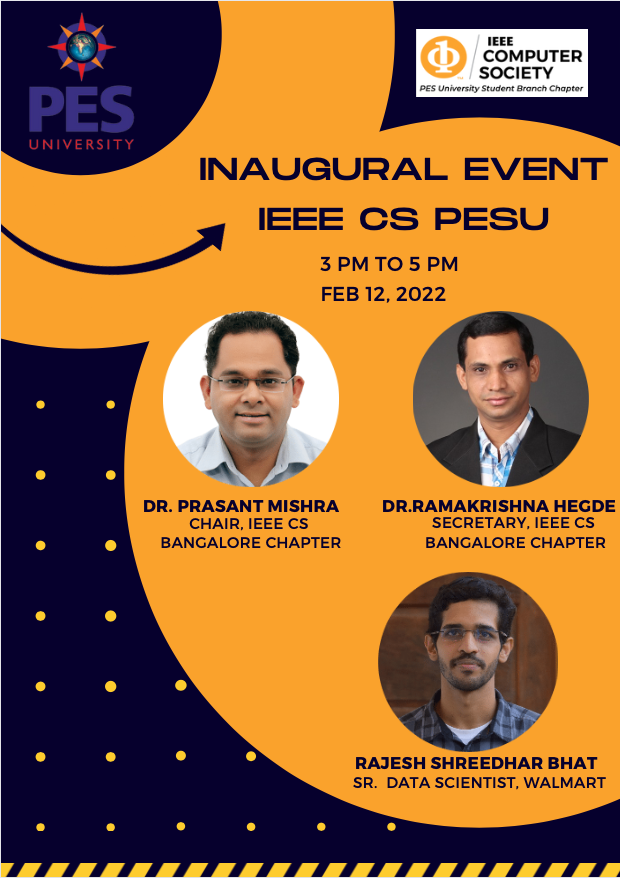 PES
UNIVERSITY
IEEE
COMPUTER
SOCIETY
PES University Student Branch Chapter
INAUGURAL EVENT
IEEE CS PESU
3 PM TO 5 PM
FEB 12, 2022
DR. PRASANT MISHRA
CHAIR, IEEE CS
BANGALORE CHAPTER
DR.RAMAKRISHNA HEGDE
SECRETARY, IEEE CS
BANGALORE CHAPTER
RAJESH SHREEDHAR BHAT
SR. DATA SCIENTIST, WALMART